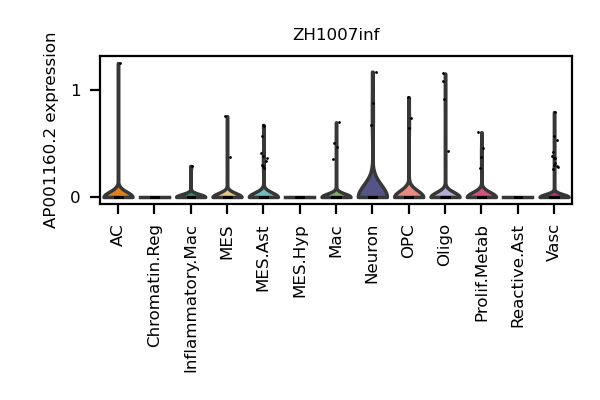 ZH1007inf
AP001160.2 expression
1
0
AC
Chromatin.Reg
Inflammatory.Mac
MES
MES.Ast
MES.Hyp
Mac
Neuron
OPC
Oligo
Prolif.Metab
Reactive.Ast
Vasc